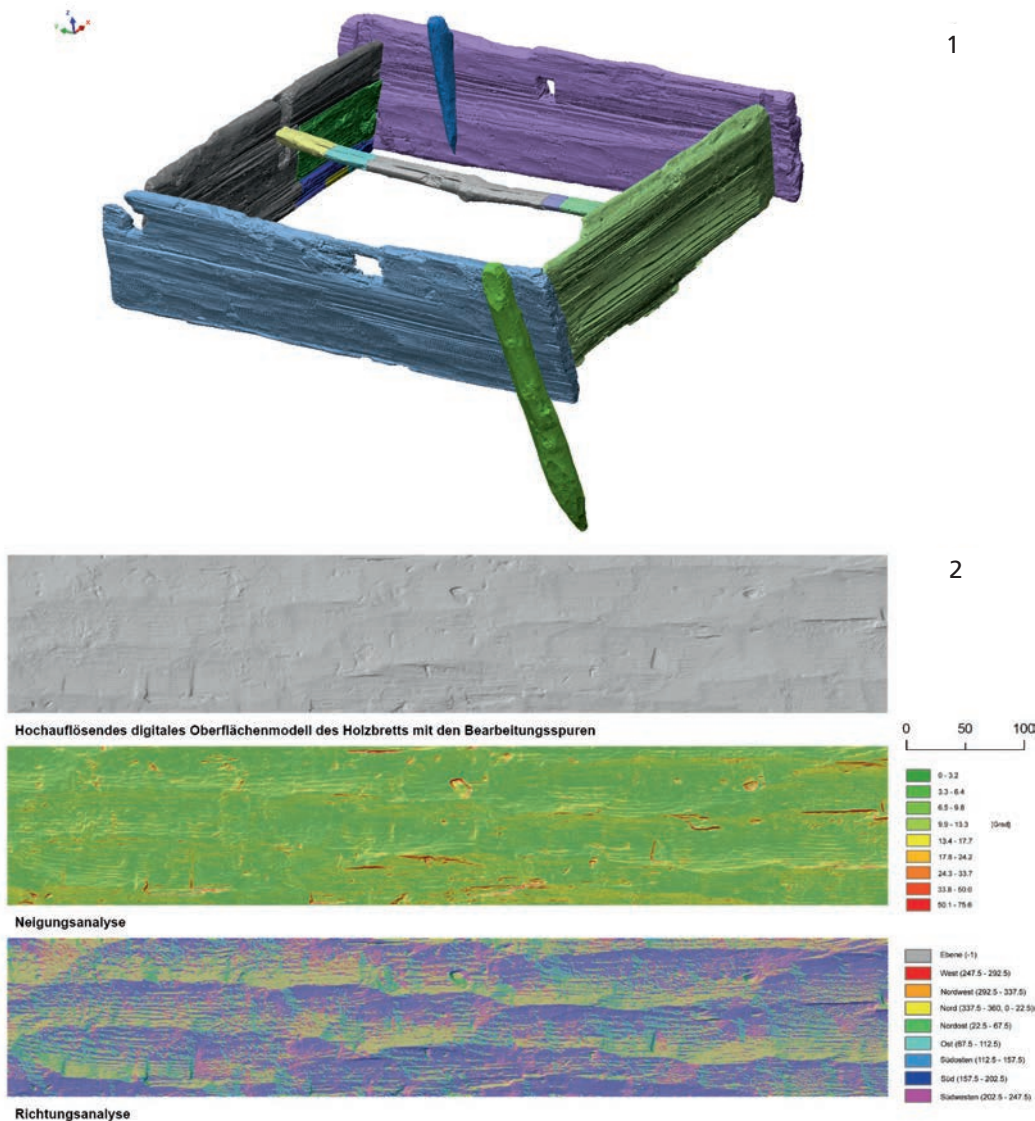 1
2
Hochauflösendes digitales Oberflächenmodell des Holzbretts mit den Bearbeitungsspuren
0 50 100
0 - 3.2
3.3 - 6.4
6.5 - 9.8
9.9 - 13.3 [Grad]
13.4 - 17.7
17.8 - 24.2
24.3 - 33.7
33.8 - 50.0
50.1 - 75.6
Neigungsanalyse
Ebene (-1)
West (247.5 - 292.5)
Nordwest (292.5 - 337.5)
Nord (337.5 - 360, 0 - 22.5)
Nordost (22.5 - 67.5)
Ost (67.5 - 112.5)
Südosten (112.5 - 157.5)
Süd (157.5 - 202.5)
Südwesten (202.5 - 247.5)
Richtungsanalyse